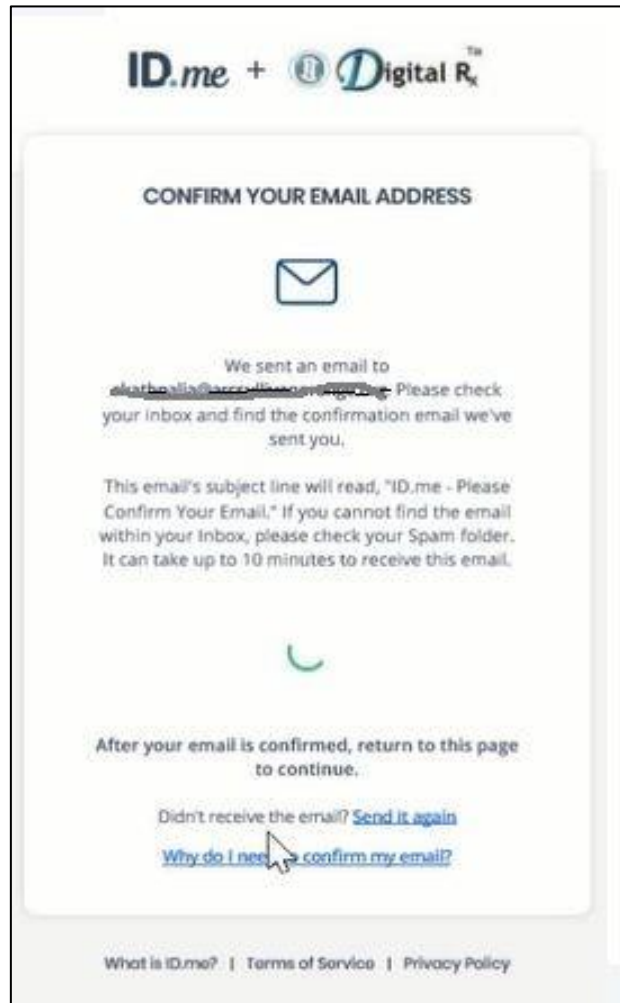 ID.me + Digital Rx™
CONFIRM YOUR EMAIL ADDRESS
We sent an email to
Please check
your inbox and find the confirmation email we've
sent you.
This email's subject line will read, "ID.me - Please
Confirm Your Email." If you cannot find the email
within your Inbox, please check your Spam folder.
It can take up to 10 minutes to receive this email.
After your email is confirmed, return to this page
to continue.
Didn't receive the email? Send it again
Why do I confirm my email?
What is ID.me? | Terms of Service | Privacy Policy